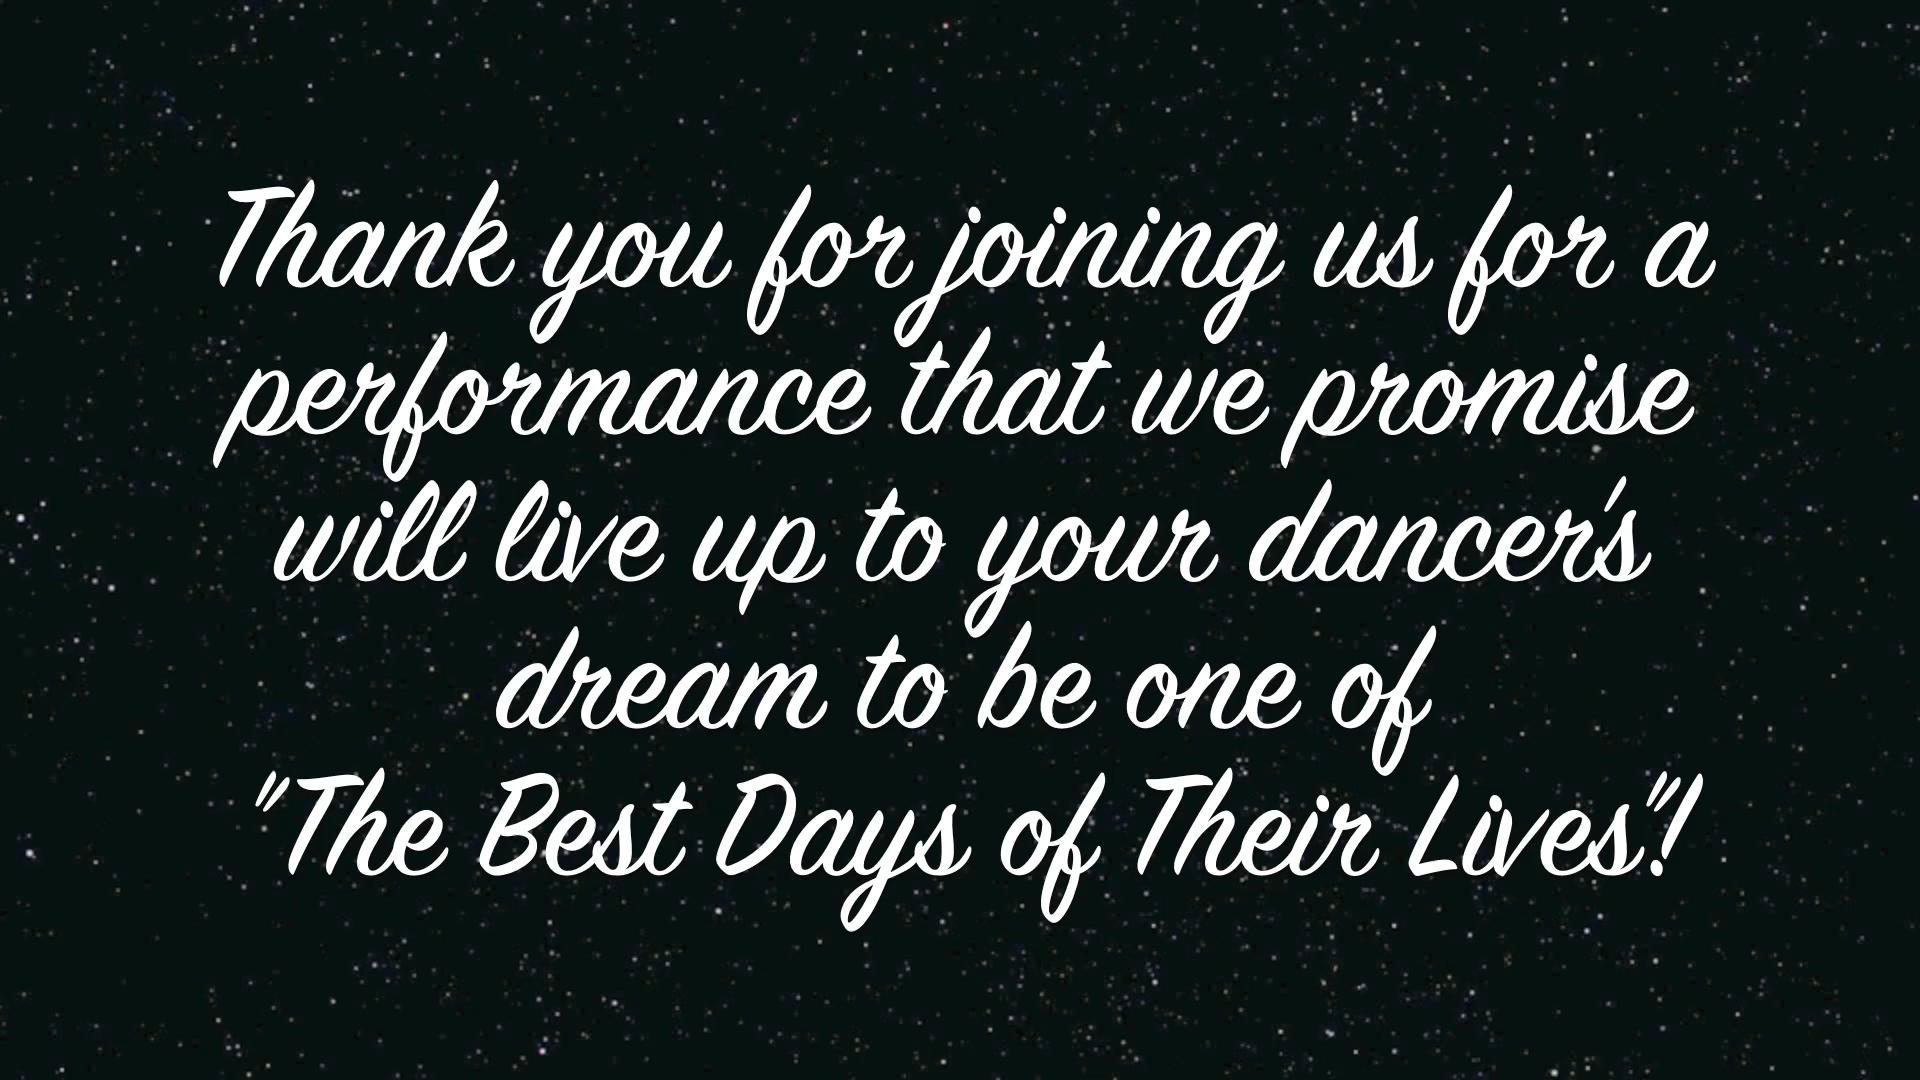 Thank you for joining us for a
performance that we promise
will live up to your dancer's
dream to be one of
"The Best Days of Their Lives"!